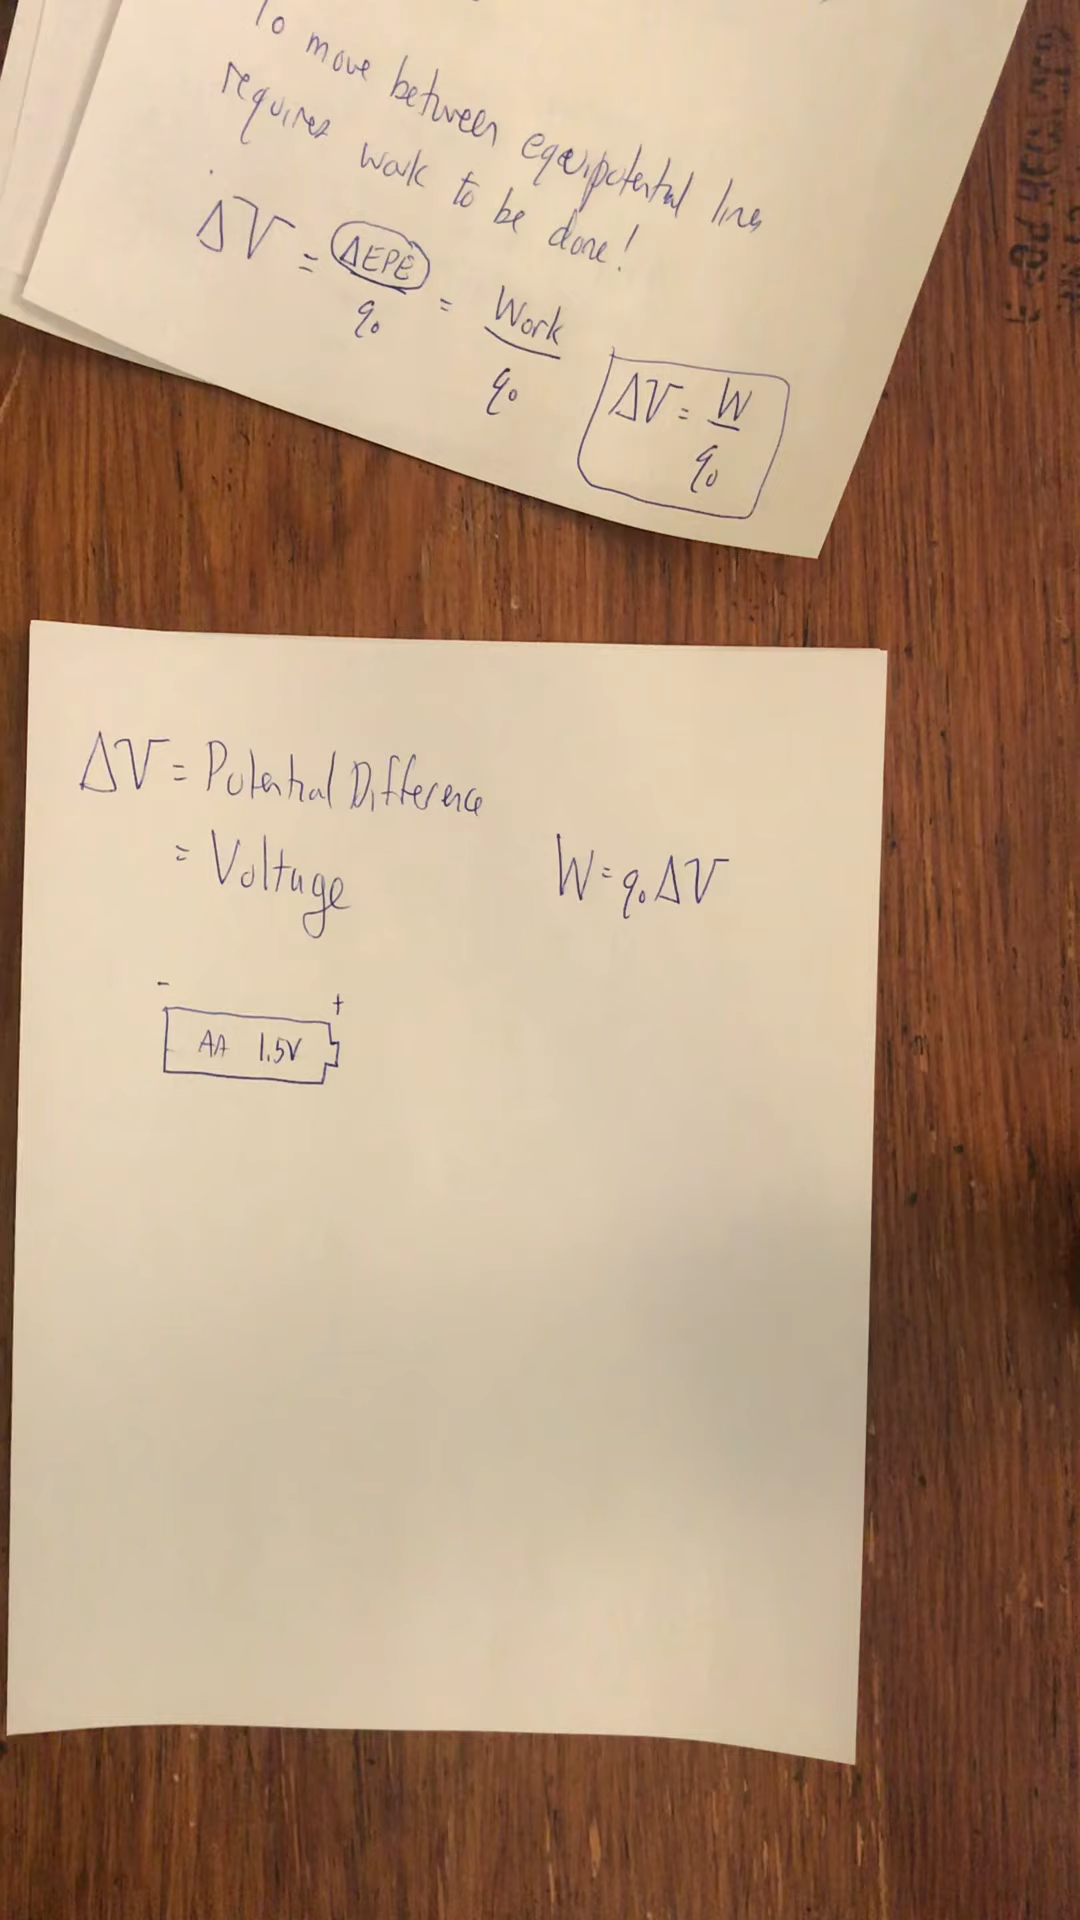 To move between equipotential lines
requires work to be done!
ΔV = ΔEPE/q₀ = Work/q₀
ΔV = W/q₀
ΔV = Potential Difference
= Voltage
W = q₀ΔV
- +
AA 1.5V